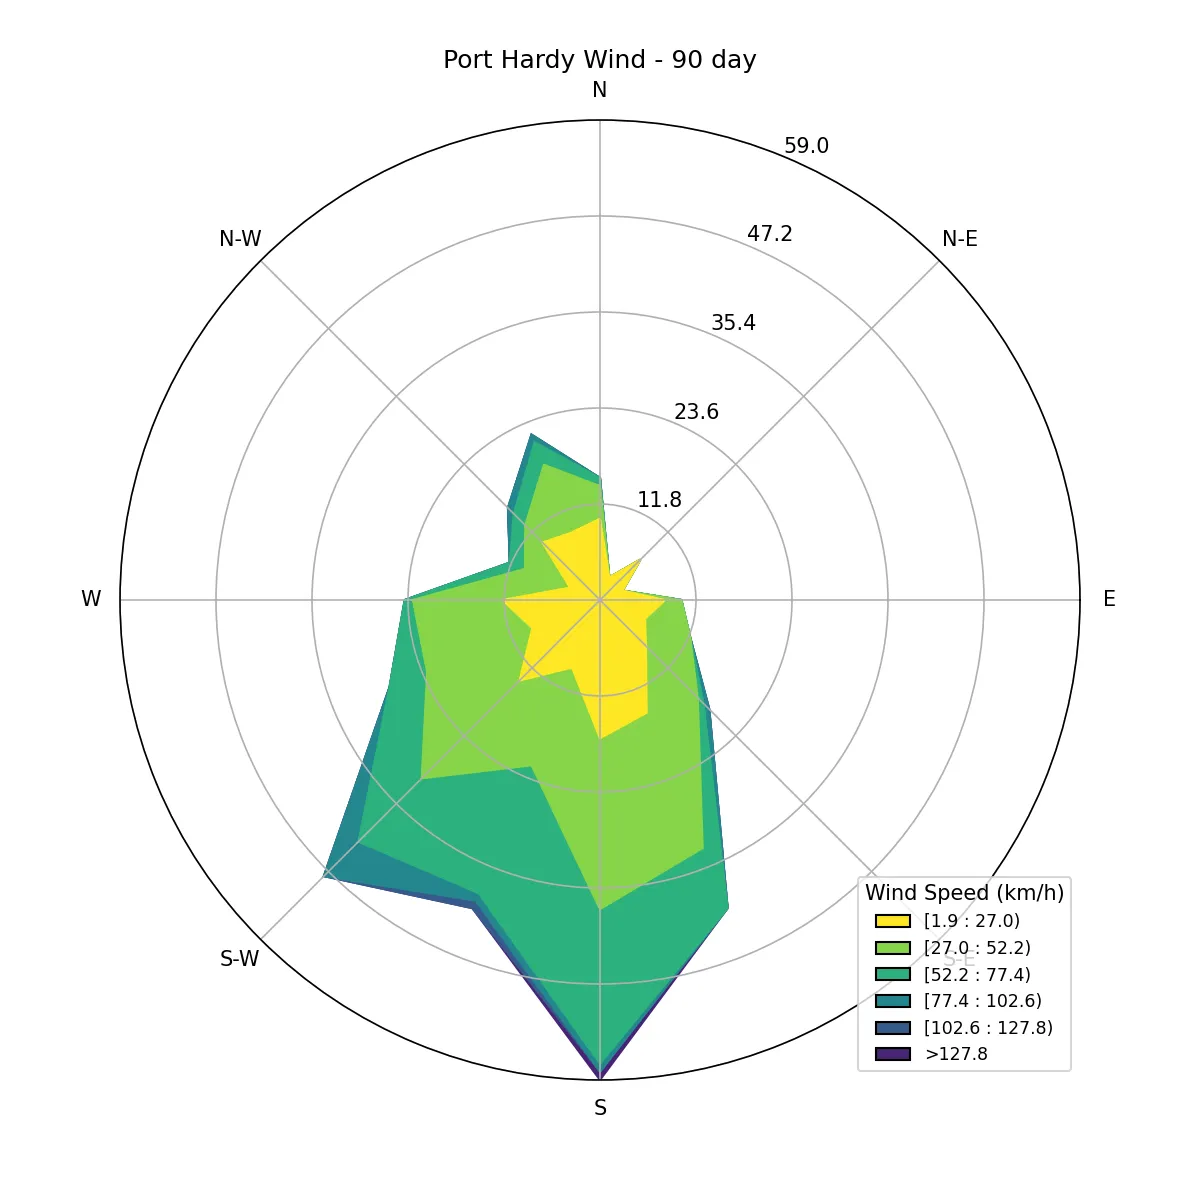 Port Hardy Wind - 90 day
N
59.0
47.2
N-W
N-E
35.4
23.6
11.8
W
E
Wind Speed (km/h)
[1.9 : 27.0)
[27.0 : 52.2)
S-W
S-E
[52.2 : 77.4)
[77.4 : 102.6)
[102.6 : 127.8)
>127.8
S